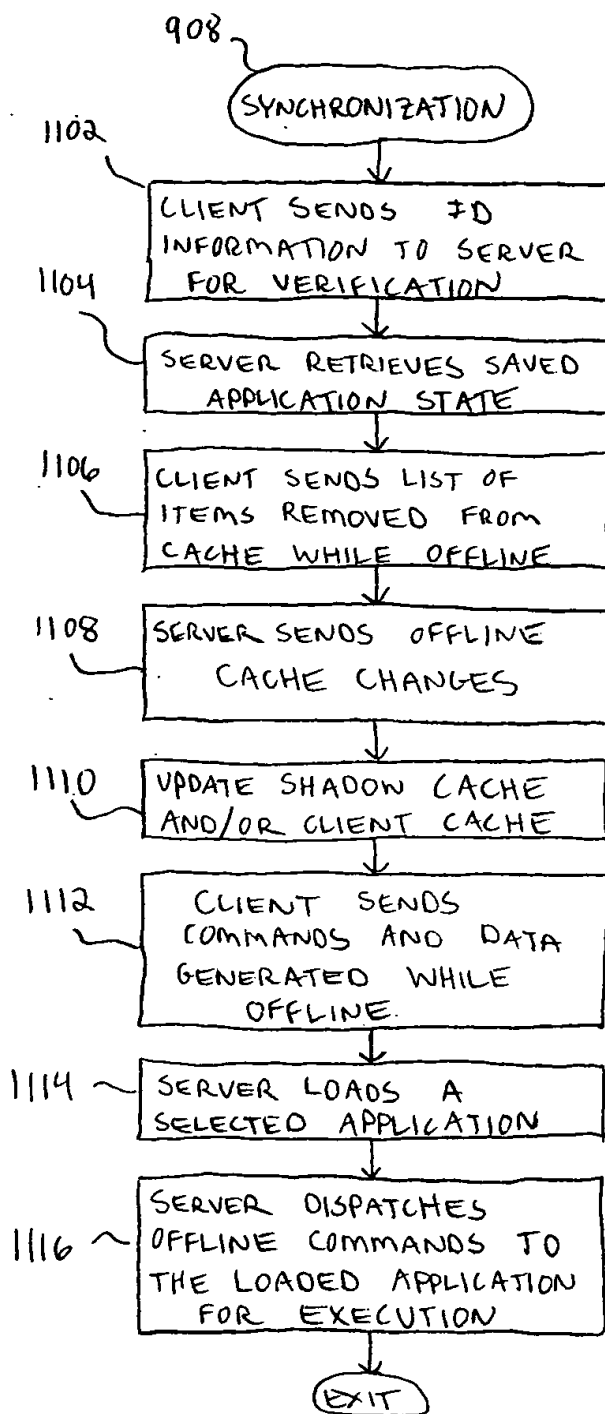 908
SYNCHRONIZATION
1102
CLIENT SENDS ID
INFORMATION TO SERVER
FOR VERIFICATION
1104
SERVER RETRIEVES SAVED
APPLICATION STATE
1106
CLIENT SENDS LIST OF
ITEMS REMOVED FROM
CACHE WHILE OFFLINE
1108
SERVER SENDS OFFLINE
CACHE CHANGES
1110
UPDATE SHADOW CACHE
AND/OR CLIENT CACHE
1112
CLIENT SENDS
COMMANDS AND DATA
GENERATED WHILE
OFFLINE.
1114
SERVER LOADS A
SELECTED APPLICATION
1116
SERVER DISPATCHES
OFFLINE COMMANDS TO
THE LOADED APPLICATION
FOR EXECUTION
EXIT